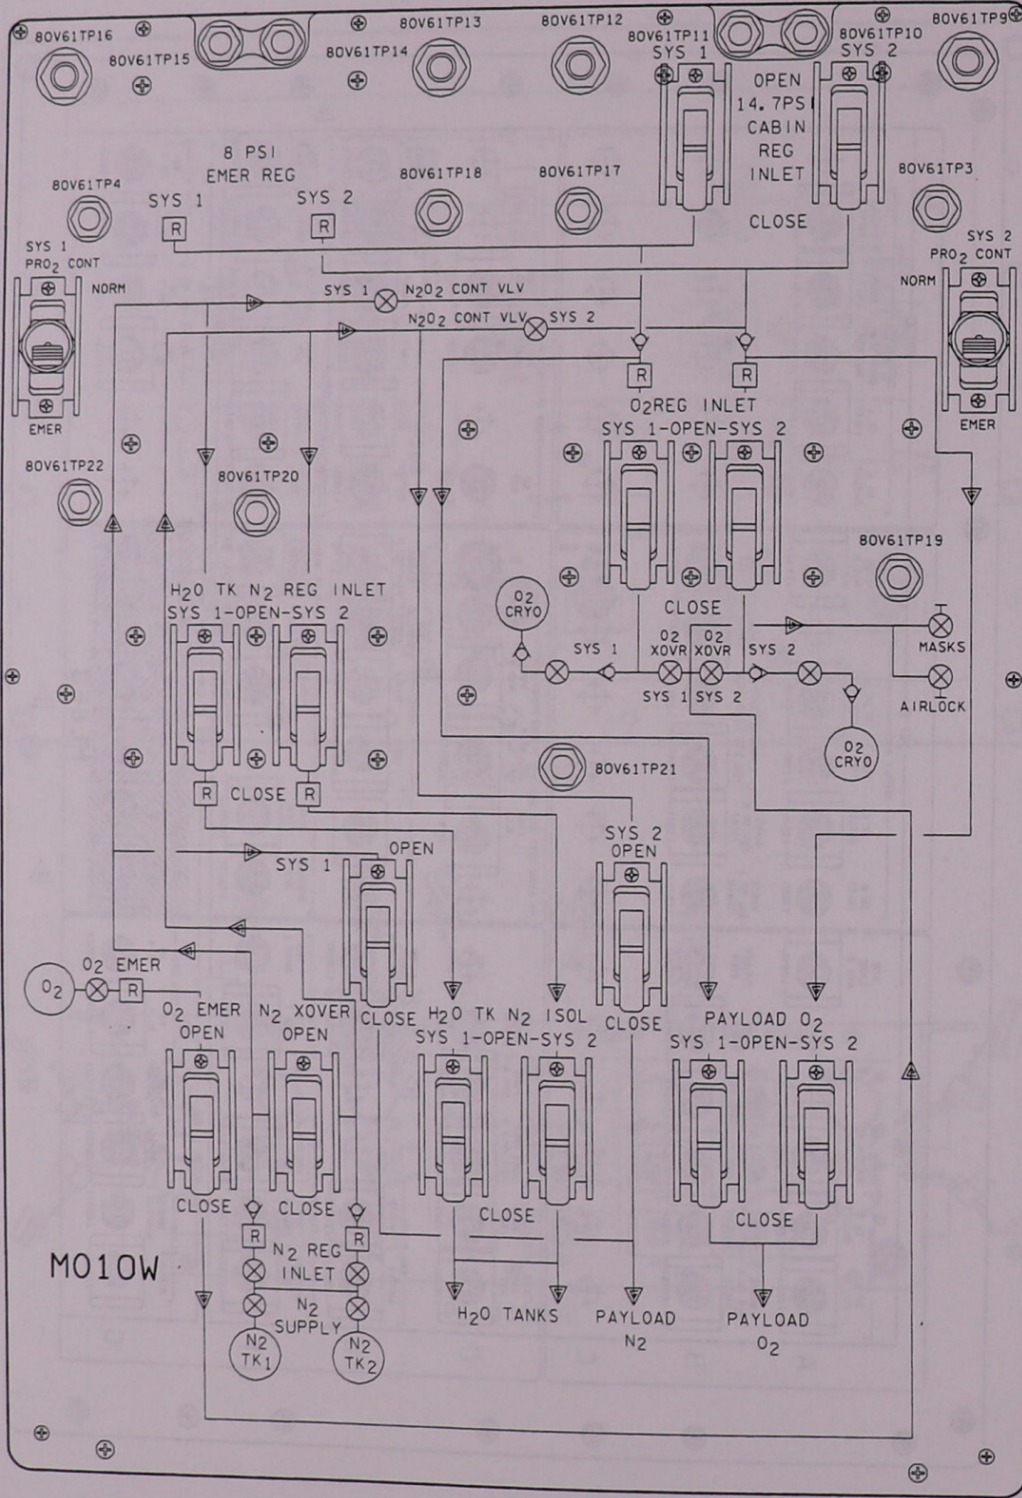 80V61TP16
80V61TP15
80V61TP14
80V61TP13
80V61TP12
80V61TP11
80V61TP10
80V61TP9
SYS 1
SYS 2
OPEN
14.7PSI
CABIN
REG
INLET
CLOSE
8 PSI
EMER REG
SYS 1
SYS 2
R
R
80V61TP4
80V61TP18
80V61TP17
80V61TP3
SYS 1
PRO2 CONT
NORM
EMER
SYS 2
PRO2 CONT
NORM
EMER
SYS 1
N2O2 CONT VLV
N2O2 CONT VLV
SYS 2
R
R
O2REG INLET
SYS 1-OPEN-SYS 2
CLOSE
80V61TP22
80V61TP20
80V61TP19
H2O TK N2 REG INLET
SYS 1-OPEN-SYS 2
R
CLOSE
R
O2
CRYO
SYS 1
O2
XOVR
O2
XOVR
SYS 2
SYS 1
SYS 2
MASKS
AIRLOCK
O2
CRYO
80V61TP21
SYS 1
OPEN
CLOSE
SYS 2
OPEN
CLOSE
O2
O2 EMER
R
O2 EMER
OPEN
CLOSE
N2 XOVER
OPEN
CLOSE
H2O TK N2 ISOL
SYS 1-OPEN-SYS 2
CLOSE
PAYLOAD O2
SYS 1-OPEN-SYS 2
CLOSE
R
N2 REG
INLET
R
N2
SUPPLY
N2
TK1
N2
TK2
MO10W
H2O TANKS
PAYLOAD
N2
PAYLOAD
O2